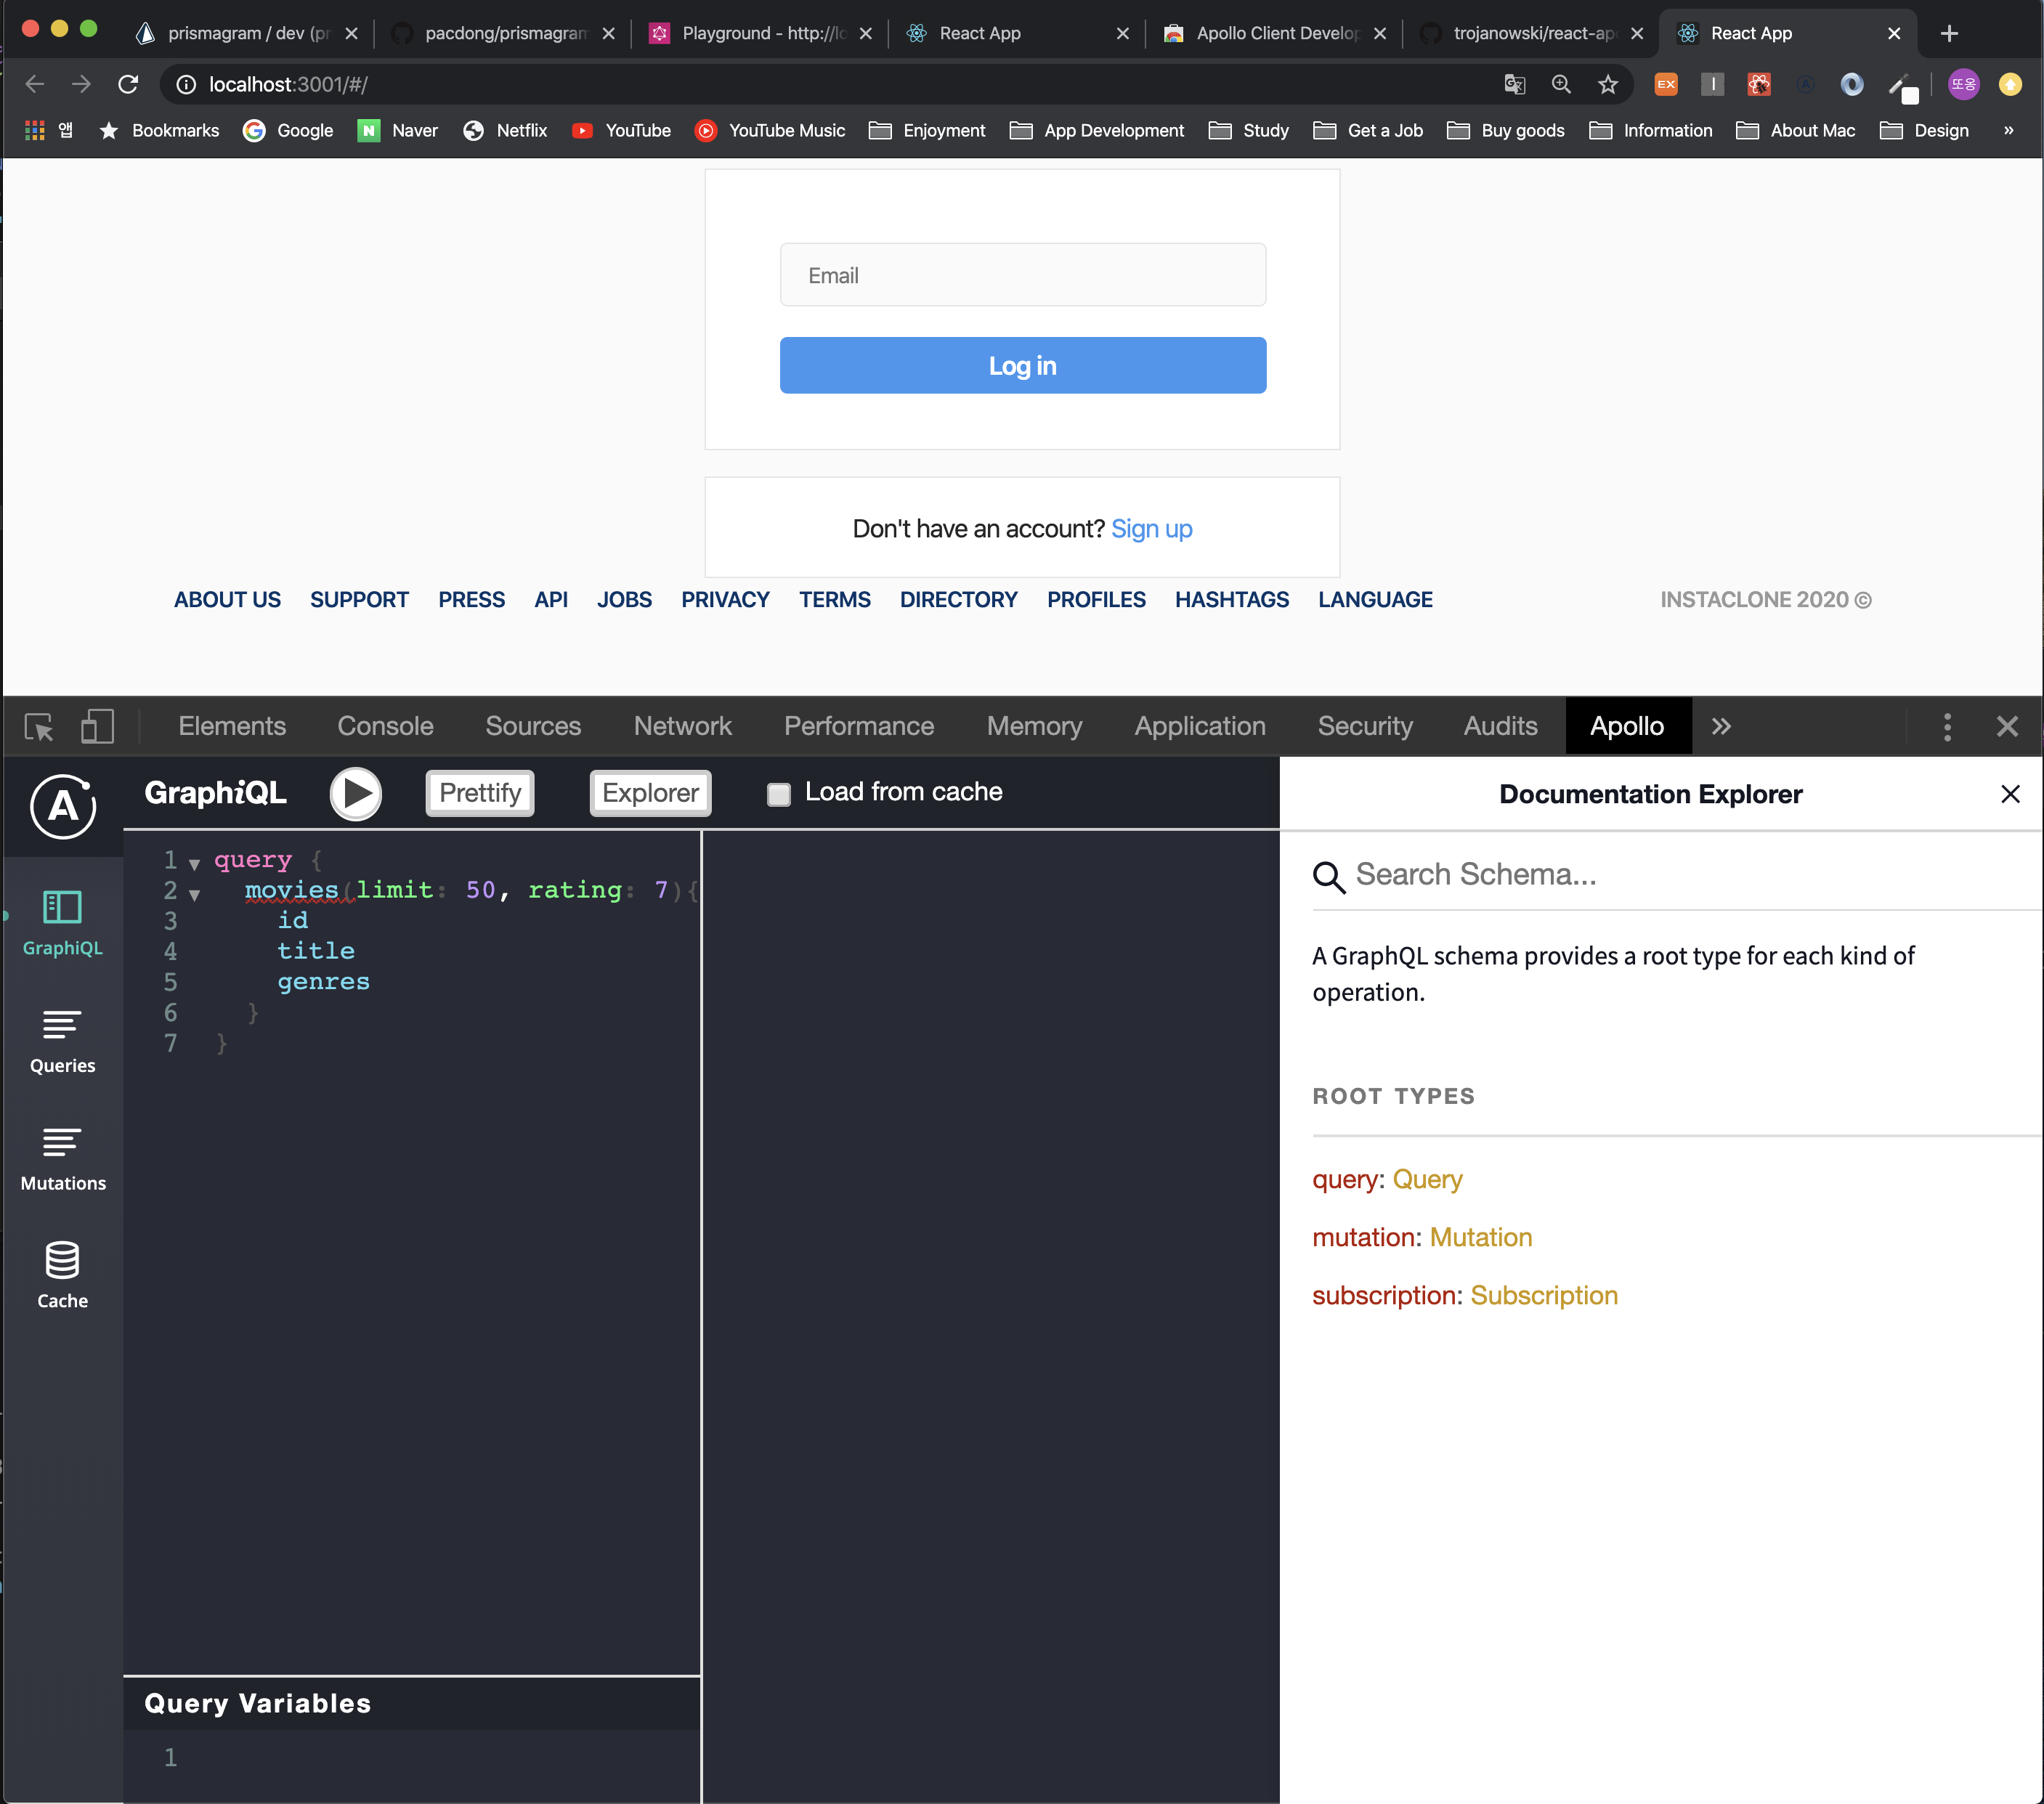 prismagram / dev (pr
pacdong/prismagram
Playground - http://lo
React App
Apollo Client Develop
trojanowski/react-apo
React App
localhost:3001/#/
EX
또옹
앱
Bookmarks
Google
N
Naver
Netflix
YouTube
YouTube Music
Enjoyment
App Development
Study
Get a Job
Buy goods
Information
About Mac
Design
»
Email
Log in
Don't have an account? Sign up
ABOUT US SUPPORT PRESS API JOBS PRIVACY TERMS DIRECTORY PROFILES HASHTAGS LANGUAGE INSTACLONE 2020 ©
Elements Console Sources Network Performance Memory Application Security Audits Apollo »
A
GraphiQL
Prettify
Explorer
Load from cache
GraphiQL
Queries
Mutations
Cache
1 query {
2 movies(limit: 50, rating: 7){
3 id
4 title
5 genres
6 }
7 }
Query Variables
1
Documentation Explorer
Search Schema...
A GraphQL schema provides a root type for each kind of
operation.
ROOT TYPES
query: Query
mutation: Mutation
subscription: Subscription